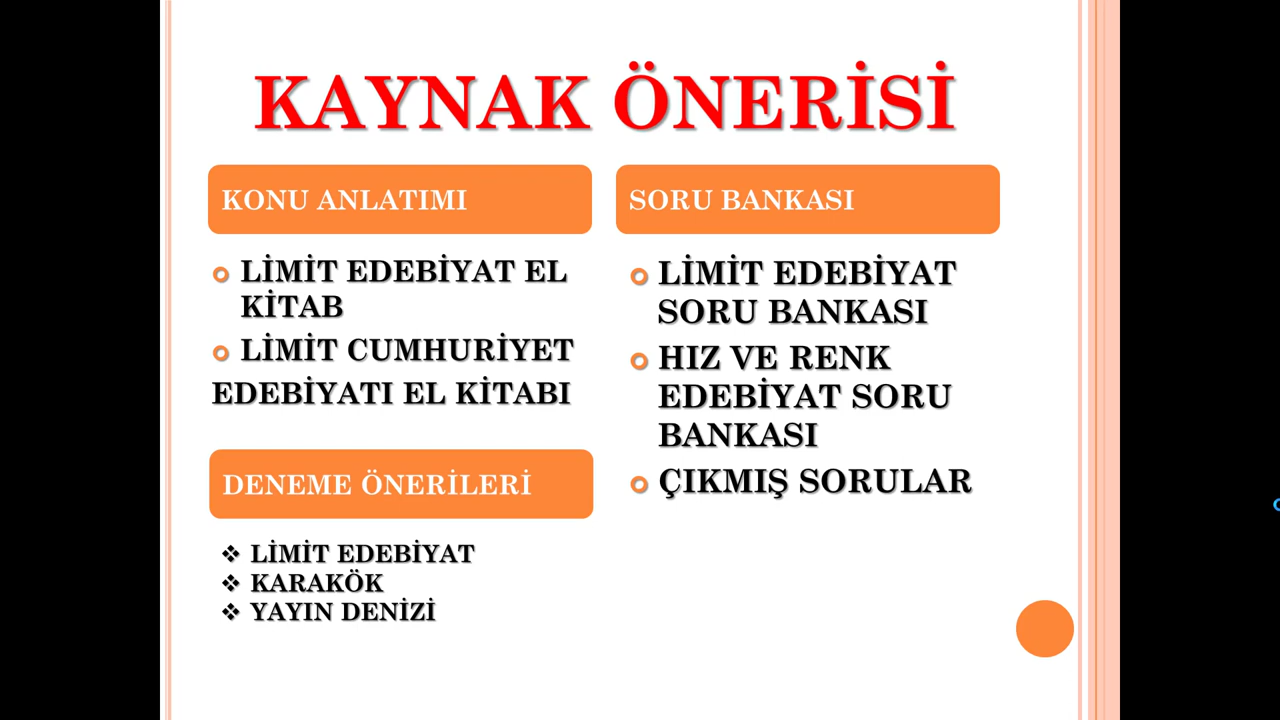 KAYNAK ÖNERİSİ
KONU ANLATIMI
LİMİT EDEBİYAT EL
KİTAB
LİMİT CUMHURİYET
EDEBİYATI EL KİTABI
DENEME ÖNERİLERİ
LİMİT EDEBİYAT
KARAKÖK
YAYIN DENİZİ
SORU BANKASI
LİMİT EDEBİYAT
SORU BANKASI
HIZ VE RENK
EDEBİYAT SORU
BANKASI
ÇIKMIŞ SORULAR